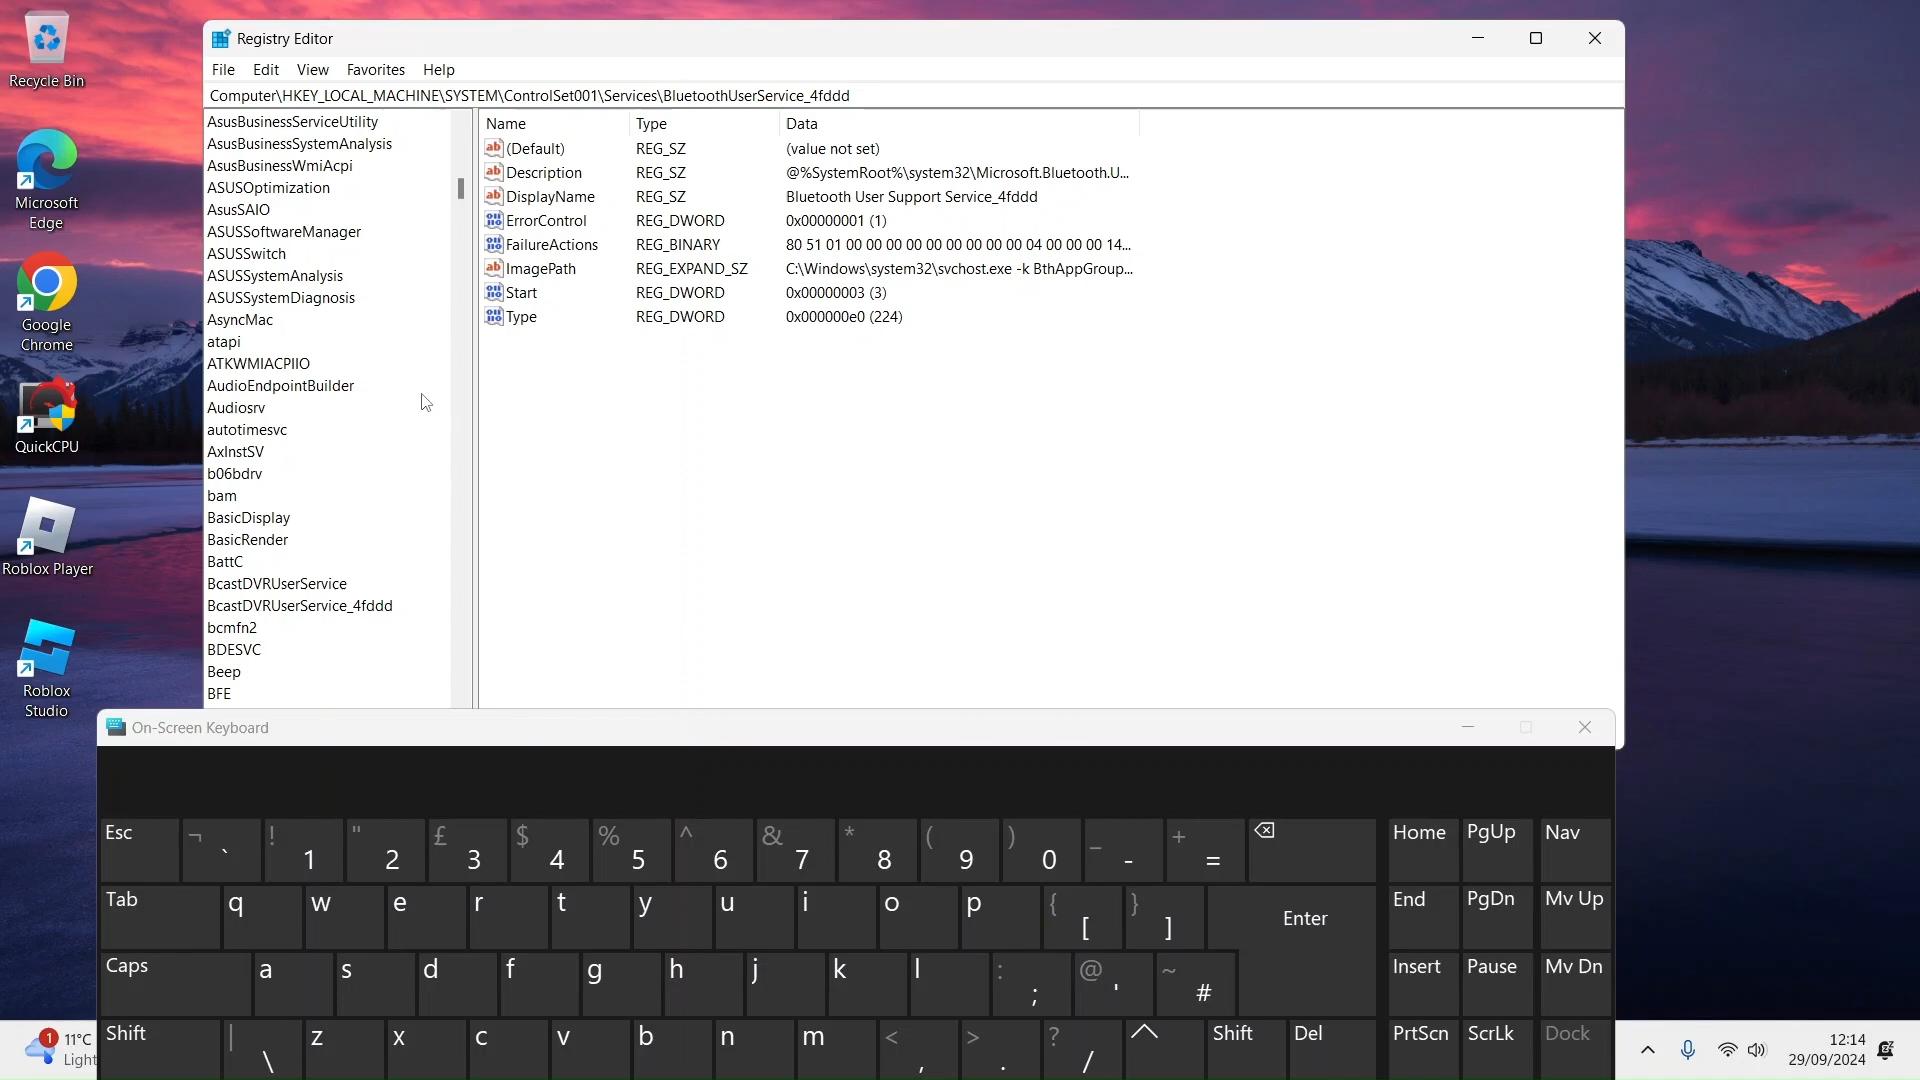 Recycle Bin
Microsoft
Edge
Google
Chrome
QuickCPU
Roblox Player
Roblox
Studio
Registry Editor
File Edit View Favorites Help
Computer\HKEY_LOCAL_MACHINE\SYSTEM\ControlSet001\Services\BluetoothUserService_4fddd
AsusBusinessServiceUtility
AsusBusinessSystemAnalysis
AsusBusinessWmiAcpi
ASUSOptimization
AsusSAIO
ASUSSoftwareManager
ASUSSwitch
ASUSSystemAnalysis
ASUSSystemDiagnosis
AsyncMac
atapi
ATKWMIACPIIO
AudioEndpointBuilder
Audiosrv
autotimesvc
AxInstSV
b06bdrv
bam
BasicDisplay
BasicRender
BattC
BcastDVRUserService
BcastDVRUserService_4fddd
bcmfn2
BDESVC
Beep
BFE
Name Type Data
(Default) REG_SZ (value not set)
Description REG_SZ @%SystemRoot%\system32\Microsoft.Bluetooth.U...
DisplayName REG_SZ Bluetooth User Support Service_4fddd
ErrorControl REG_DWORD 0x00000001 (1)
FailureActions REG_BINARY 80 51 01 00 00 00 00 00 00 00 00 00 04 00 00 00 14...
ImagePath REG_EXPAND_SZ C:\Windows\system32\svchost.exe -k BthAppGroup...
Start REG_DWORD 0x00000003 (3)
Type REG_DWORD 0x000000e0 (224)
On-Screen Keyboard
Esc ¬ ` ! 1 " 2 £ 3 $ 4 % 5 ^ 6 & 7 * 8 ( 9 ) 0 _ - + = Home PgUp Nav
Tab q w e r t y u i o p { [ } ] Enter End PgDn Mv Up
Caps a s d f g h j k l : ; @ ' ~ # Insert Pause Mv Dn
Shift | \ z x c v b n m < , > . ? / Shift Del PrtScn ScrLk Dock
1
11°C
Light
12:14
29/09/2024